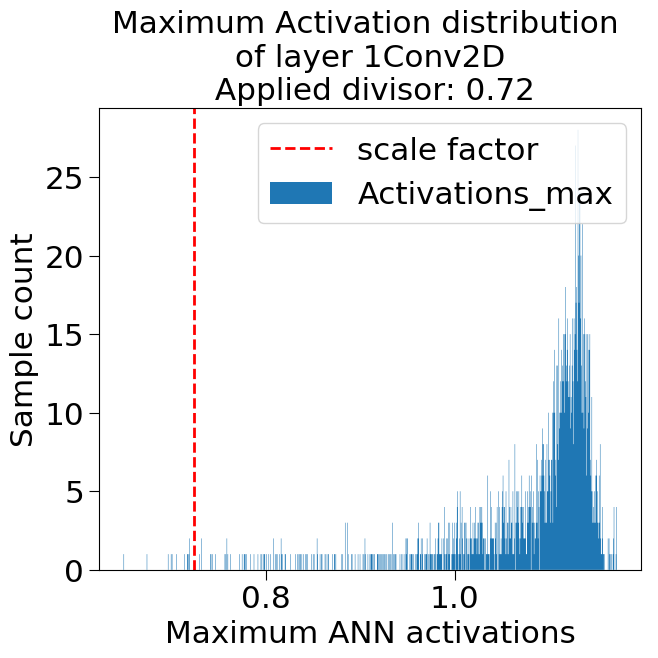 Maximum Activation distribution
of layer 1Conv2D
Applied divisor: 0.72
scale factor
Activations_max
25
20
15
10
5
0
Sample count
0.8 1.0
Maximum ANN activations